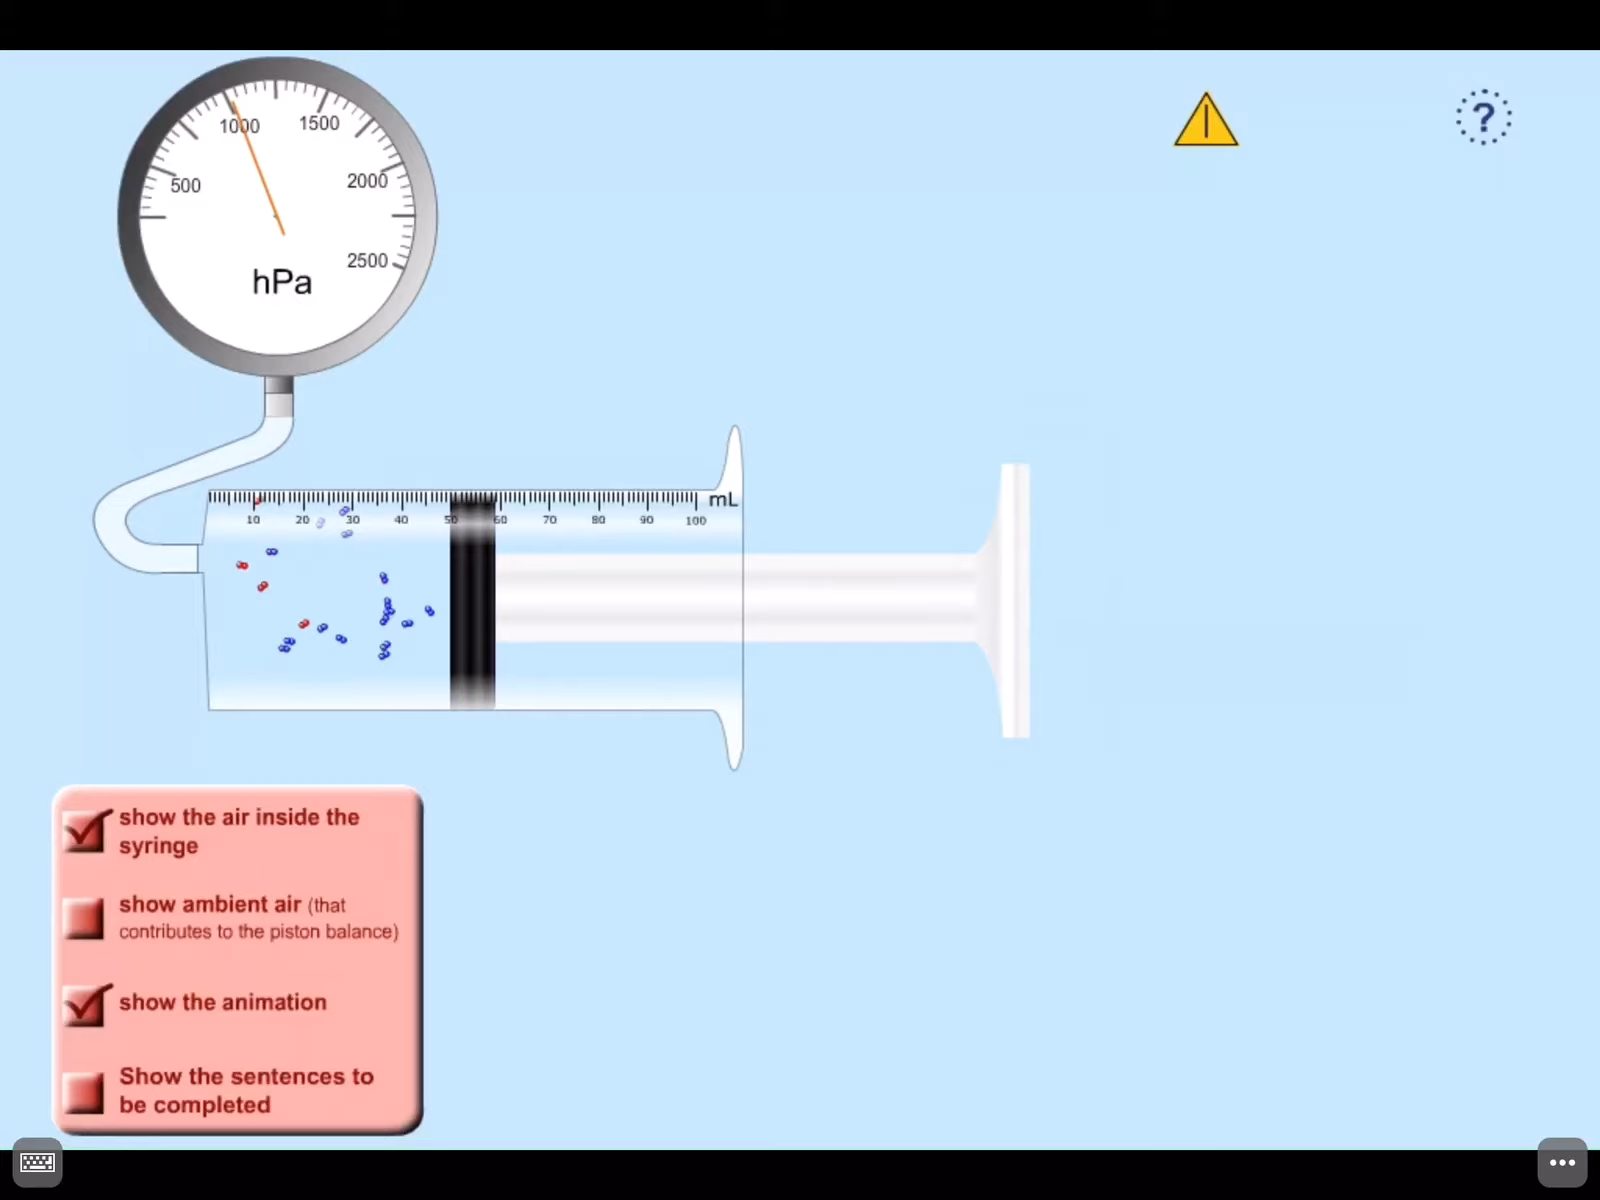 1000
1500
500
2000
2500
hPa
?
mL
10 20 30 40 50 60 70 80 90 100
show the air inside the
syringe
show ambient air (that
contributes to the piston balance)
show the animation
Show the sentences to
be completed